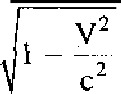 √(1 − V²/c²)